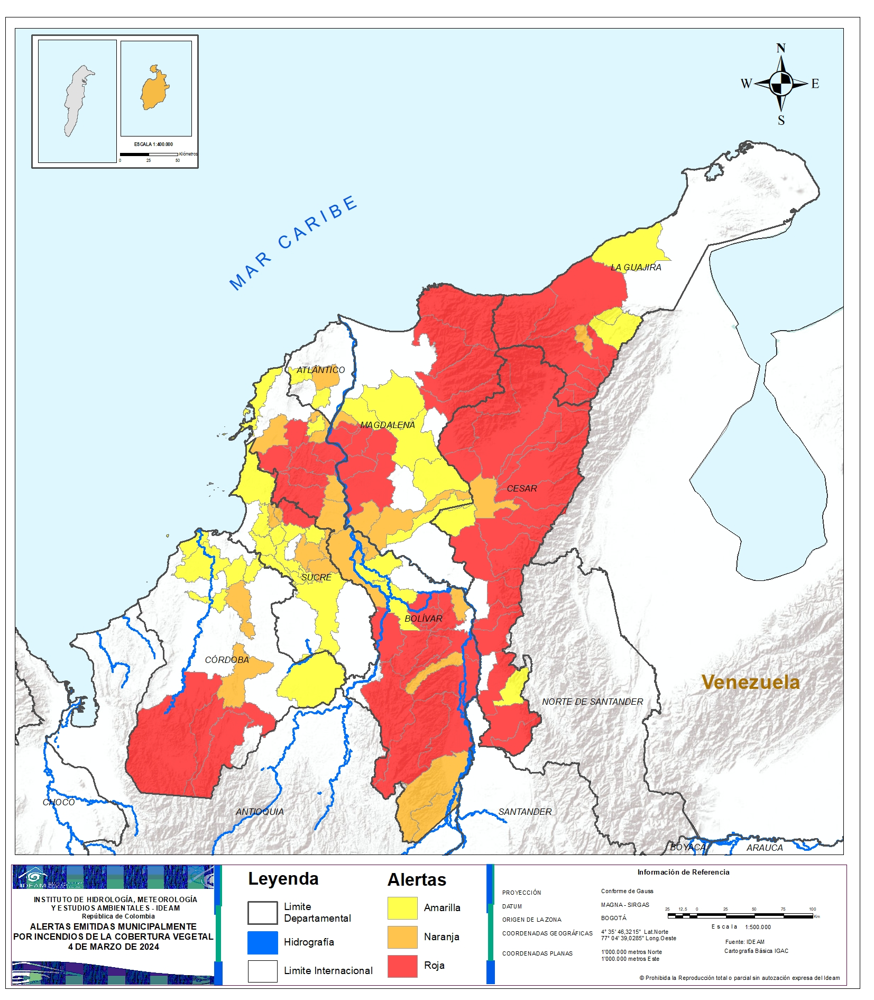 N
W E
S
ESCALA 1:400.000
Kilómetros
0 25 50
MAR CARIBE
LA GUAJIRA
ATLÁNTICO
MAGDALENA
CESAR
SUCRE
BOLÍVAR
CÓRDOBA
Venezuela
NORTE DE SANTANDER
CHOCÓ
ANTIOQUIA
SANTANDER
BOYACÁ
ARAUCA
IDEAM
INSTITUTO DE HIDROLOGÍA, METEOROLOGÍA
Y ESTUDIOS AMBIENTALES - IDEAM
República de Colombia
ALERTAS EMITIDAS MUNICIPALMENTE
POR INCENDIOS DE LA COBERTURA VEGETAL
4 DE MARZO DE 2024
Leyenda
Limite
Departamental
Hidrografía
Limite Internacional
Alertas
Amarilla
Naranja
Roja
Información de Referencia
PROYECCIÓN Conforme de Gauss
DATUM MAGNA - SIRGAS
ORIGEN DE LA ZONA BOGOTÁ
COORDENADAS GEOGRÁFICAS 4° 35' 46,3215" Lat.Norte
77° 04' 39,0285" Long.Oeste
COORDENADAS PLANAS 1'000.000 metros Norte
1'000.000 metros Este
25 12,5 0 25 50 75 100
Km
Escala 1:500.000
Fuente: IDEAM
Cartografía Básica IGAC
© Prohibida la Reproducción total o parcial sin autozación expresa del Ideam